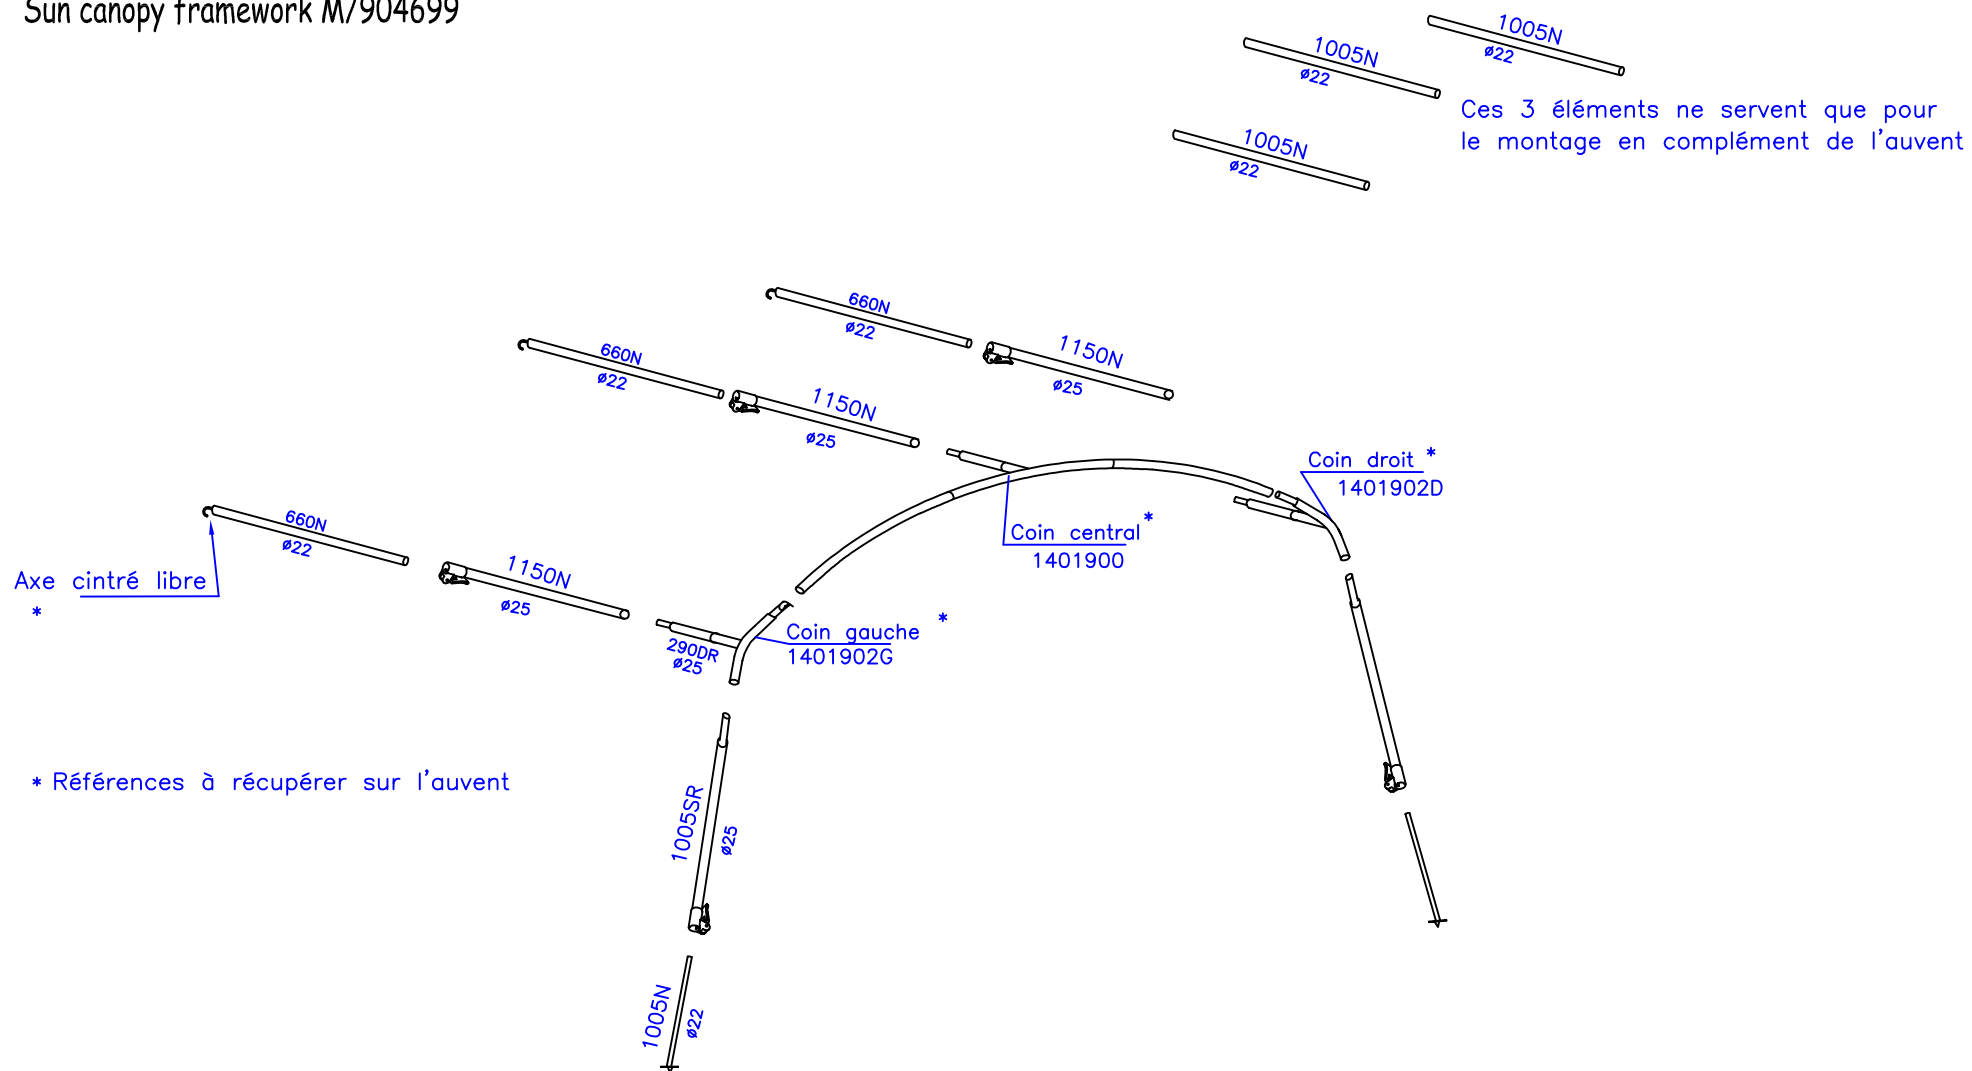 Sun canopy framework M/904699
1005N
ø22
1005N
ø22
Ces 3 éléments ne servent que pour
le montage en complément de l'auvent
1005N
ø22
660N
ø22
1150N
ø25
660N
ø22
1150N
ø25
Coin droit *
1401902D
Coin central *
1401900
660N
ø22
1150N
ø25
Axe cintré libre
*
Coin gauche *
1401902G
290DR
ø25
* Références à récupérer sur l'auvent
1005SR
ø25
1005N
ø22